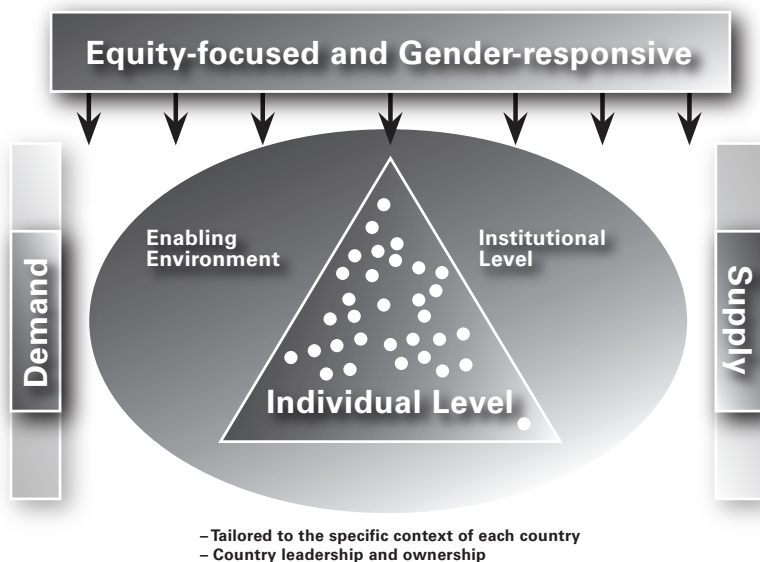 Equity-focused and Gender-responsive
Enabling
Environment
Institutional
Level
Demand
Supply
Individual Level
– Tailored to the specific context of each country
– Country leadership and ownership